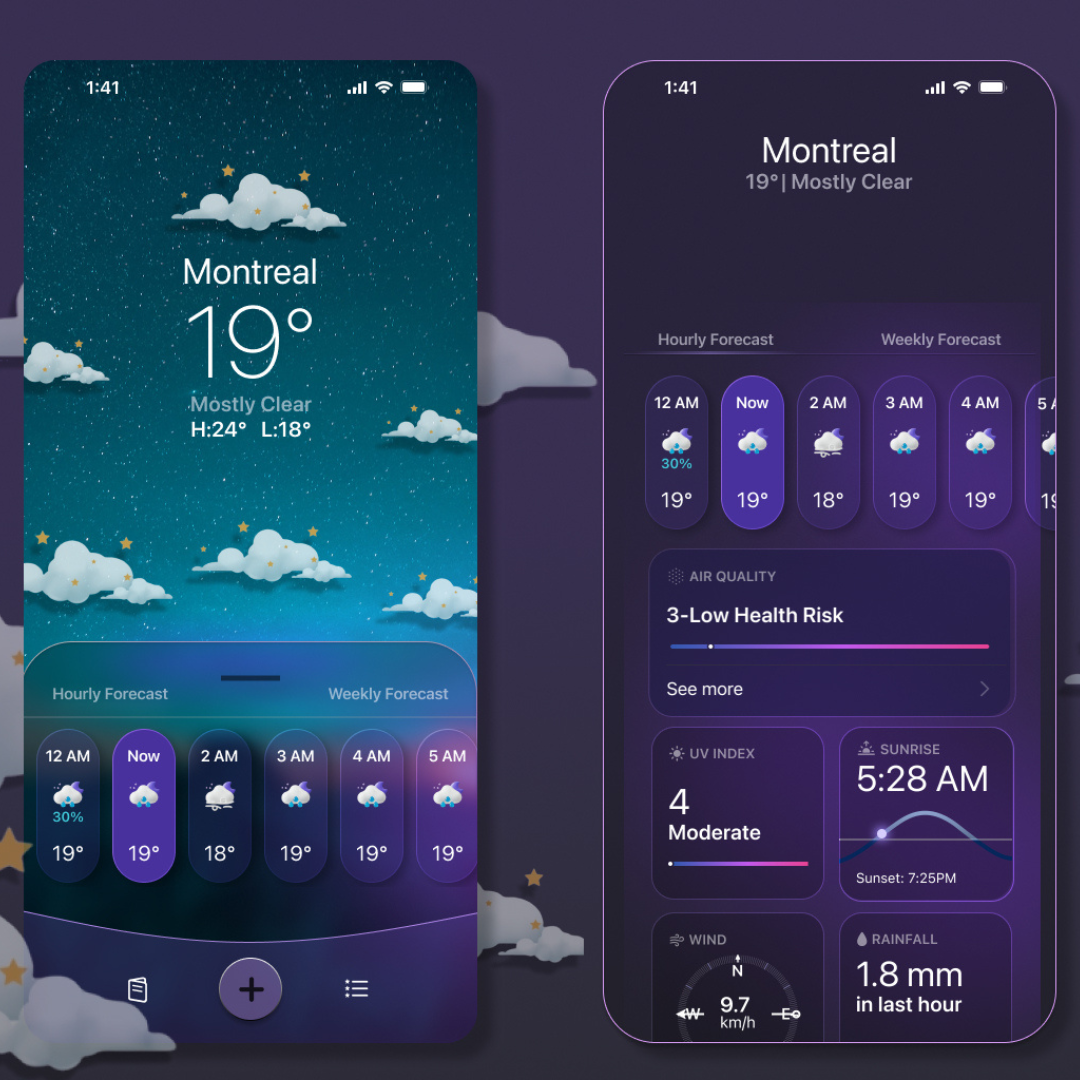 1:41
Montreal
19°
Mostly Clear
H:24° L:18°
Hourly Forecast Weekly Forecast
12 AM Now 2 AM 3 AM 4 AM 5 AM
30%
19° 19° 18° 19° 19° 19°
1:41
Montreal
19°| Mostly Clear
Hourly Forecast Weekly Forecast
12 AM Now 2 AM 3 AM 4 AM 5 A
30%
19° 19° 18° 19° 19° 19
AIR QUALITY
3-Low Health Risk
See more
UV INDEX
4
Moderate
SUNRISE
5:28 AM
Sunset: 7:25PM
WIND
N
W 9.7 E
km/h
RAINFALL
1.8 mm
in last hour